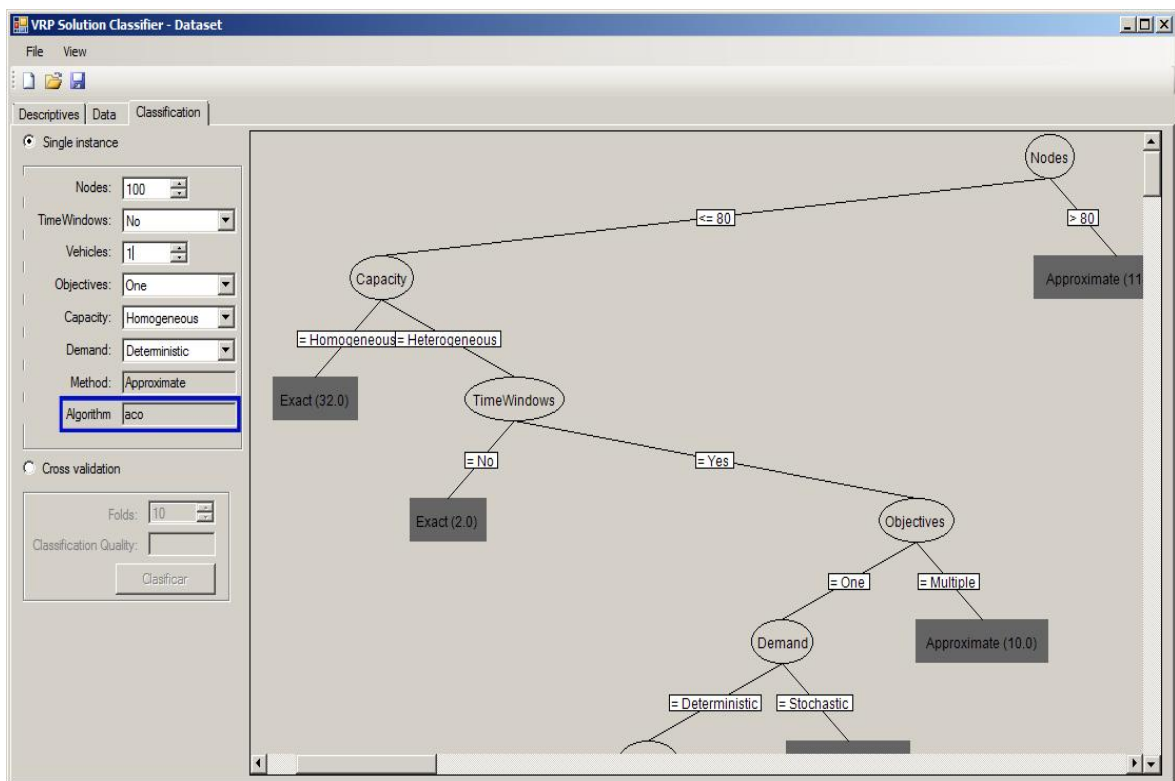 VRP Solution Classifier - Dataset
File View
Descriptives Data Classification
Single instance
Nodes: 100
TimeWindows: No
Vehicles: 1
Objectives: One
Capacity: Homogeneous
Demand: Deterministic
Method: Approximate
Algorithm aco
Cross validation
Folds: 10
Classification Quality:
Clasificar
Nodes
<= 80
> 80
Capacity
Approximate (11
= Homogeneous
= Heterogeneous
Exact (32.0)
TimeWindows
= No
= Yes
Exact (2.0)
Objectives
= One
= Multiple
Demand
Approximate (10.0)
= Deterministic
= Stochastic